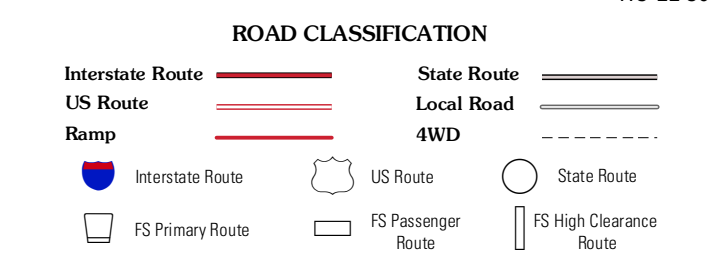 ROAD CLASSIFICATION
Interstate Route
State Route
US Route
Local Road
Ramp
4WD
Interstate Route
US Route
State Route
FS Primary Route
FS Passenger
Route
FS High Clearance
Route